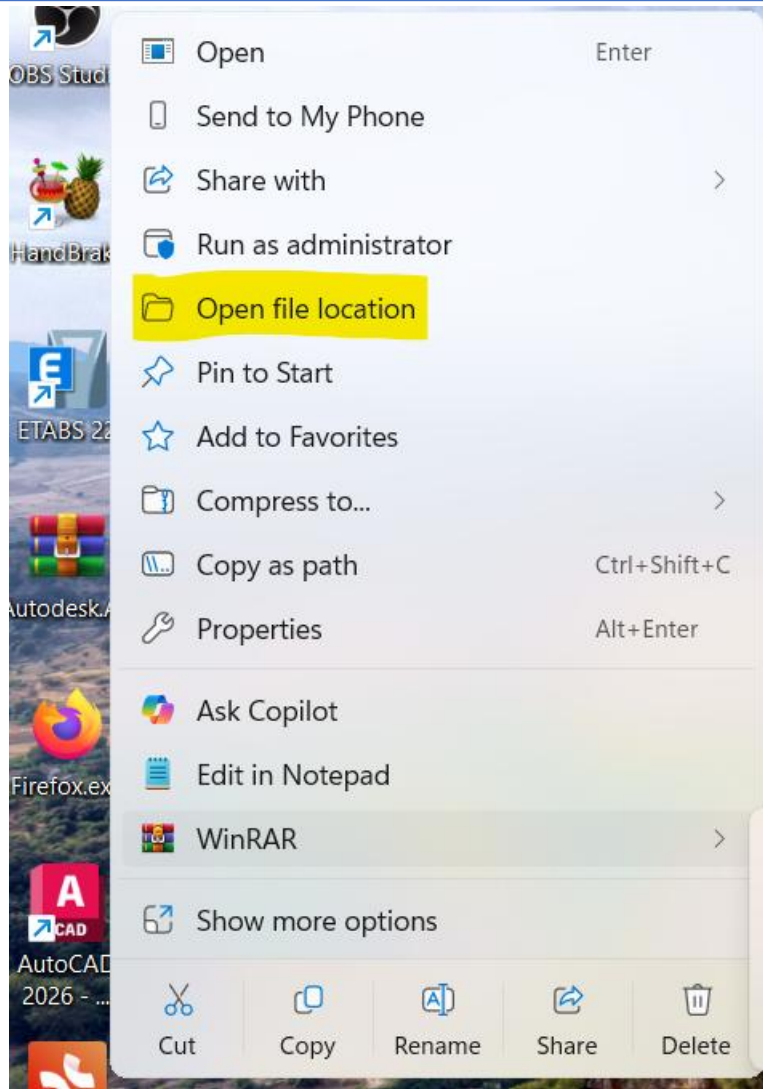 OBS Studi
HandBrak
ETABS 22
Autodesk.A
Firefox.ex
A
CAD
AutoCAD
2026 - ...
Open Enter
Send to My Phone
Share with
Run as administrator
Open file location
Pin to Start
Add to Favorites
Compress to...
Copy as path Ctrl+Shift+C
Properties Alt+Enter
Ask Copilot
Edit in Notepad
WinRAR
Show more options
Cut Copy Rename Share Delete